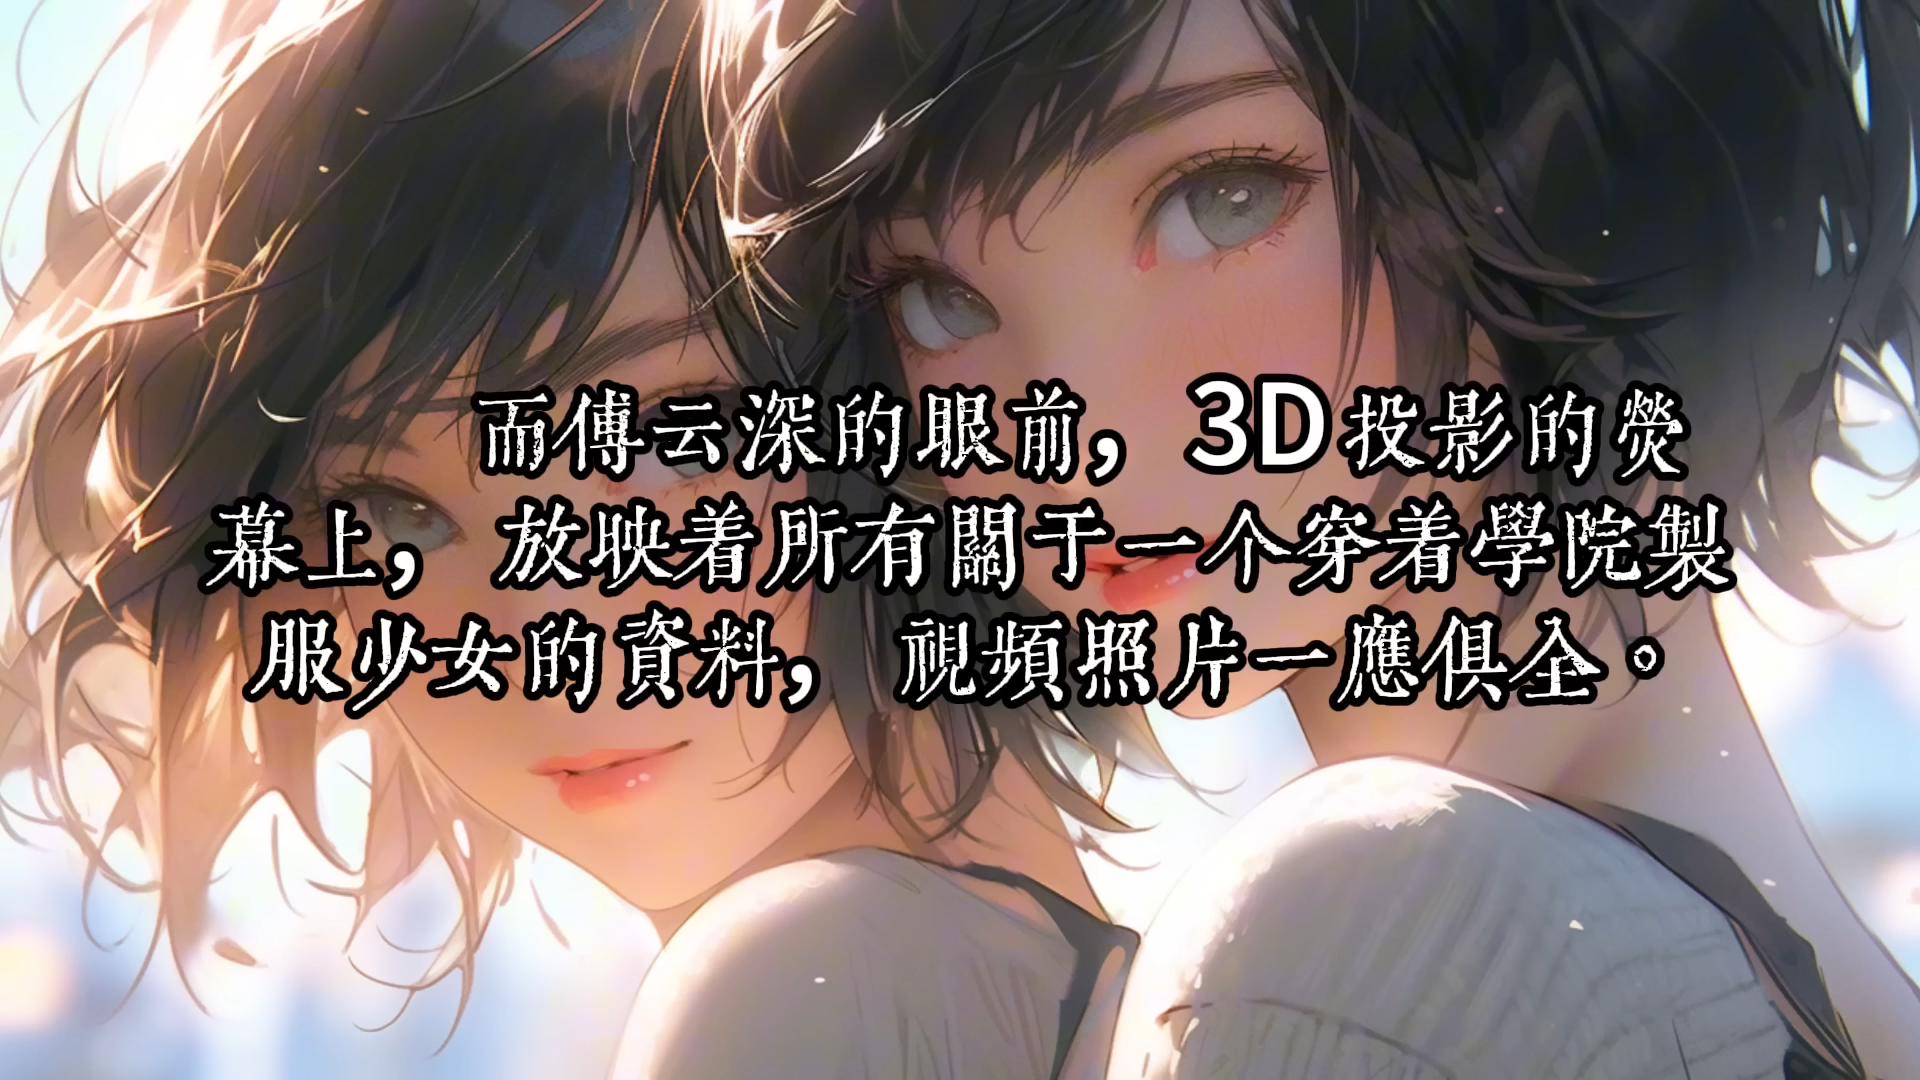 而傅云深的眼前，3D投影的熒
幕上，放映着所有關于一个穿着學院製
服少女的資料，視頻照片一應俱全。